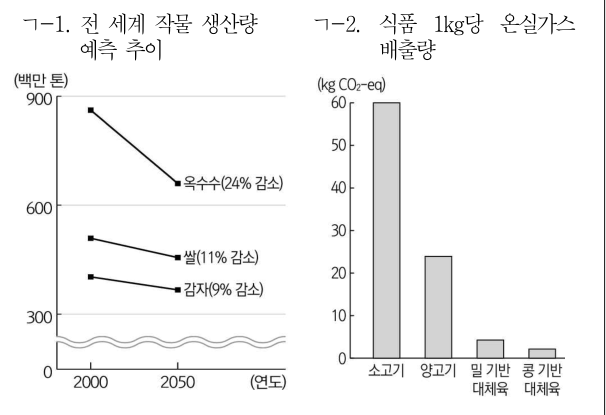 ㄱ-1. 전 세계 작물 생산량
예측 추이
(백만 톤)
900
600
300
0
옥수수(24% 감소)
쌀(11% 감소)
감자(9% 감소)
2000 2050 (연도)
ㄱ-2. 식품 1kg당 온실가스
배출량
(kg CO₂-eq)
60
50
40
30
20
10
0
소고기 양고기 밀 기반 콩 기반
대체육 대체육